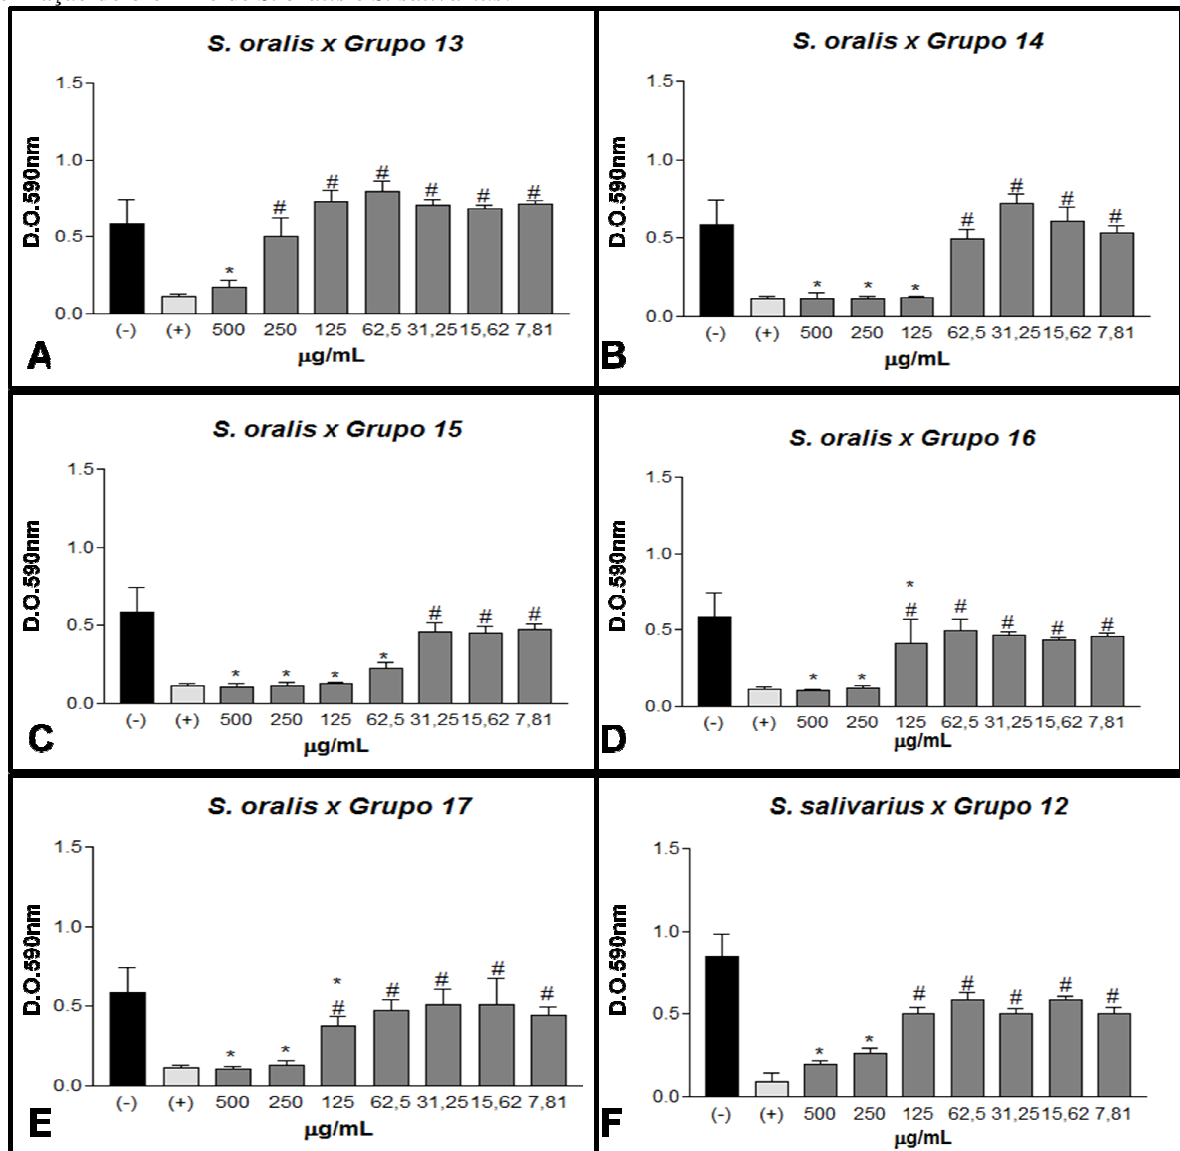 S. oralis x Grupo 13
1.5
1.0
0.5
0.0
D.O.590nm
# # # # # #
*
(-) (+) 500 250 125 62,5 31,25 15,62 7,81
µg/mL
A
S. oralis x Grupo 14
1.5
1.0
0.5
0.0
D.O.590nm
# # # #
* * *
(-) (+) 500 250 125 62,5 31,25 15,62 7,81
µg/mL
B
S. oralis x Grupo 15
1.5
1.0
0.5
0.0
D.O.590nm
# # #
* * * *
(-) (+) 500 250 125 62,5 31,25 15,62 7,81
µg/mL
C
S. oralis x Grupo 16
1.5
1.0
0.5
0.0
D.O.590nm
*
# # # # #
* *
(-) (+) 500 250 125 62,5 31,25 15,62 7,81
µg/mL
D
S. oralis x Grupo 17
1.5
1.0
0.5
0.0
D.O.590nm
*
# # # # #
* *
(-) (+) 500 250 125 62,5 31,25 15,62 7,81
µg/mL
E
S. salivarius x Grupo 12
1.5
1.0
0.5
0.0
D.O.590nm
# # # # #
* *
(-) (+) 500 250 125 62,5 31,25 15,62 7,81
µg/mL
F